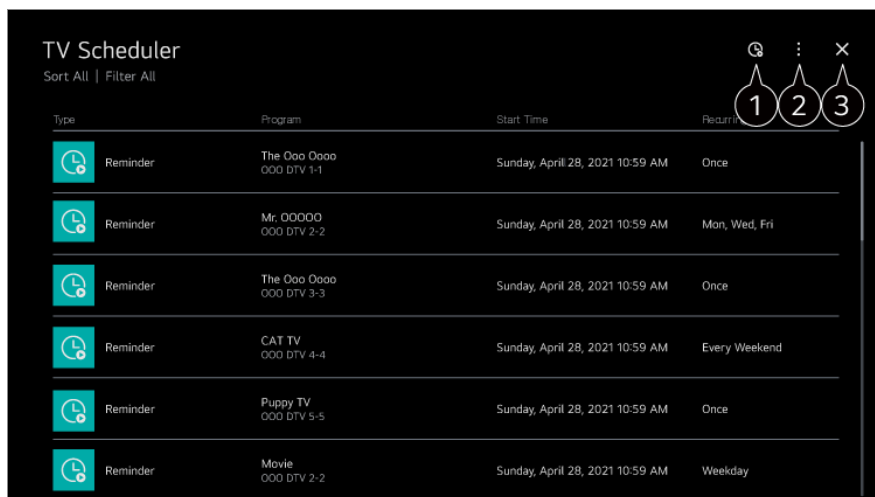 TV Scheduler
Sort All | Filter All
1 2 3
Type Program Start Time Recurring
Reminder The Ooo Oooo Sunday, April 28, 2021 10:59 AM Once
OOO DTV 1-1
Reminder Mr. OOOOO Sunday, April 28, 2021 10:59 AM Mon, Wed, Fri
OOO DTV 2-2
Reminder The Ooo Oooo Sunday, April 28, 2021 10:59 AM Once
OOO DTV 3-3
Reminder CAT TV Sunday, April 28, 2021 10:59 AM Every Weekend
OOO DTV 4-4
Reminder Puppy TV Sunday, April 28, 2021 10:59 AM Once
OOO DTV 5-5
Reminder Movie Sunday, April 28, 2021 10:59 AM Weekday
OOO DTV 2-2